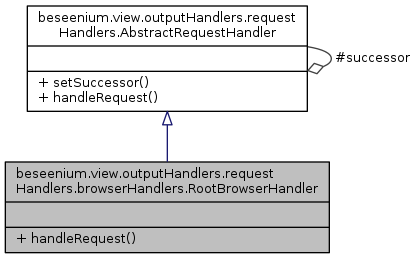 beseenium.view.outputHandlers.request
Handlers.AbstractRequestHandler
#successor
+ setSuccessor()
+ handleRequest()
beseenium.view.outputHandlers.request
Handlers.browserHandlers.RootBrowserHandler
+ handleRequest()